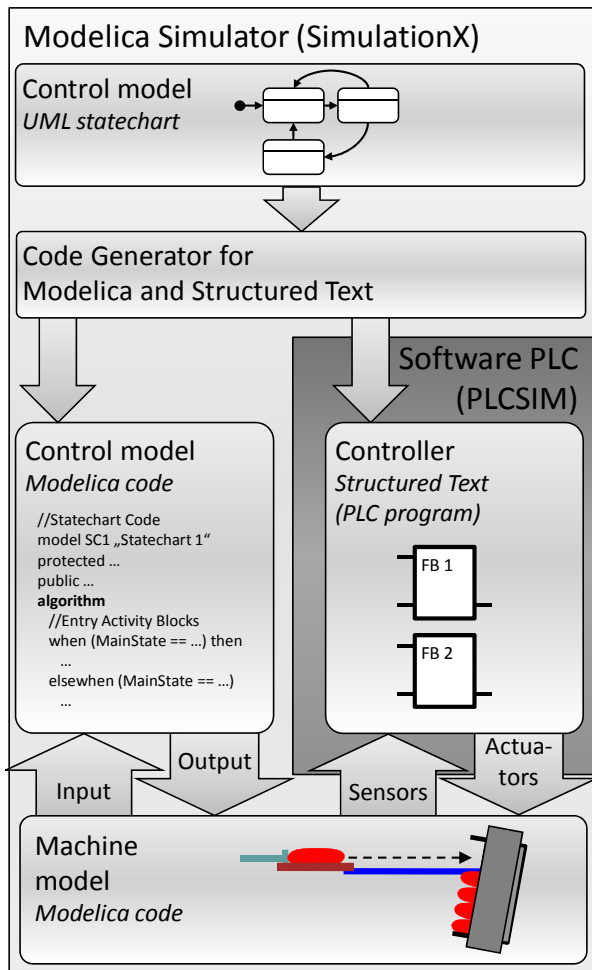 Modelica Simulator (SimulationX)
Control model
UML statechart
Code Generator for
Modelica and Structured Text
Software PLC
(PLCSIM)
Control model
Modelica code
//Statechart Code
model SC1 „Statechart 1“
protected …
public …
algorithm
//Entry Activity Blocks
when (MainState == …) then
…
elsewhen (MainState == …)
…
Controller
Structured Text
(PLC program)
FB 1
FB 2
Input
Output
Sensors
Actua-
tors
Machine
model
Modelica code